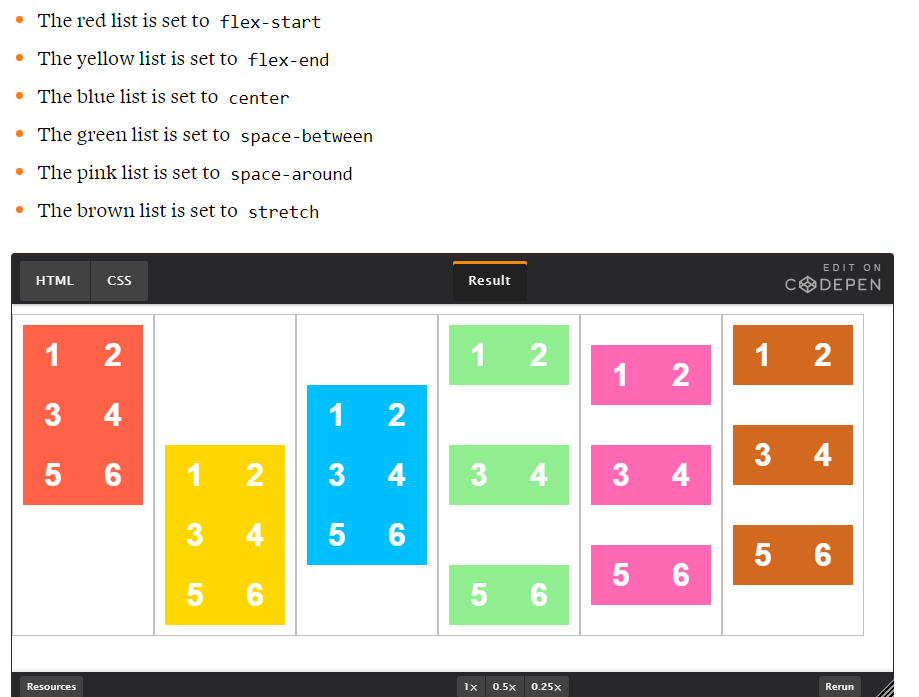 The red list is set to flex-start
The yellow list is set to flex-end
The blue list is set to center
The green list is set to space-between
The pink list is set to space-around
The brown list is set to stretch
HTML CSS Result EDIT ON
CODEPEN
1 2
3 4
5 6
1 2
3 4
5 6
1 2
3 4
5 6
1 2
3 4
5 6
1 2
3 4
5 6
1 2
3 4
5 6
Resources 1x 0.5x 0.25x Rerun